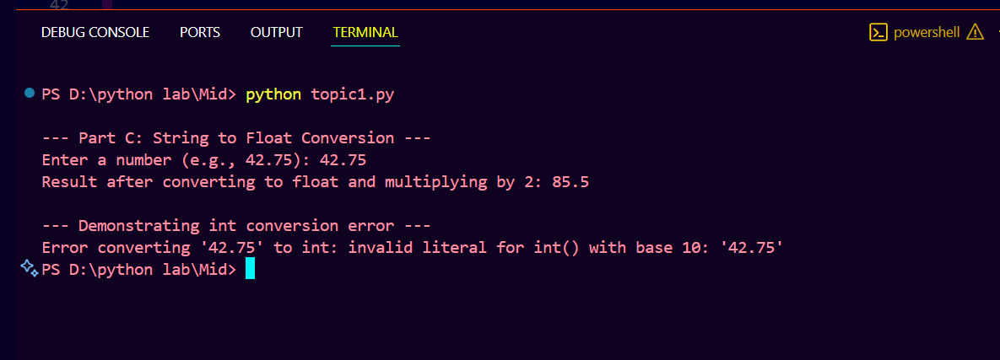 42
DEBUG CONSOLE PORTS OUTPUT TERMINAL powershell
PS D:\python lab\Mid> python topic1.py
--- Part C: String to Float Conversion ---
Enter a number (e.g., 42.75): 42.75
Result after converting to float and multiplying by 2: 85.5
--- Demonstrating int conversion error ---
Error converting '42.75' to int: invalid literal for int() with base 10: '42.75'
PS D:\python lab\Mid>